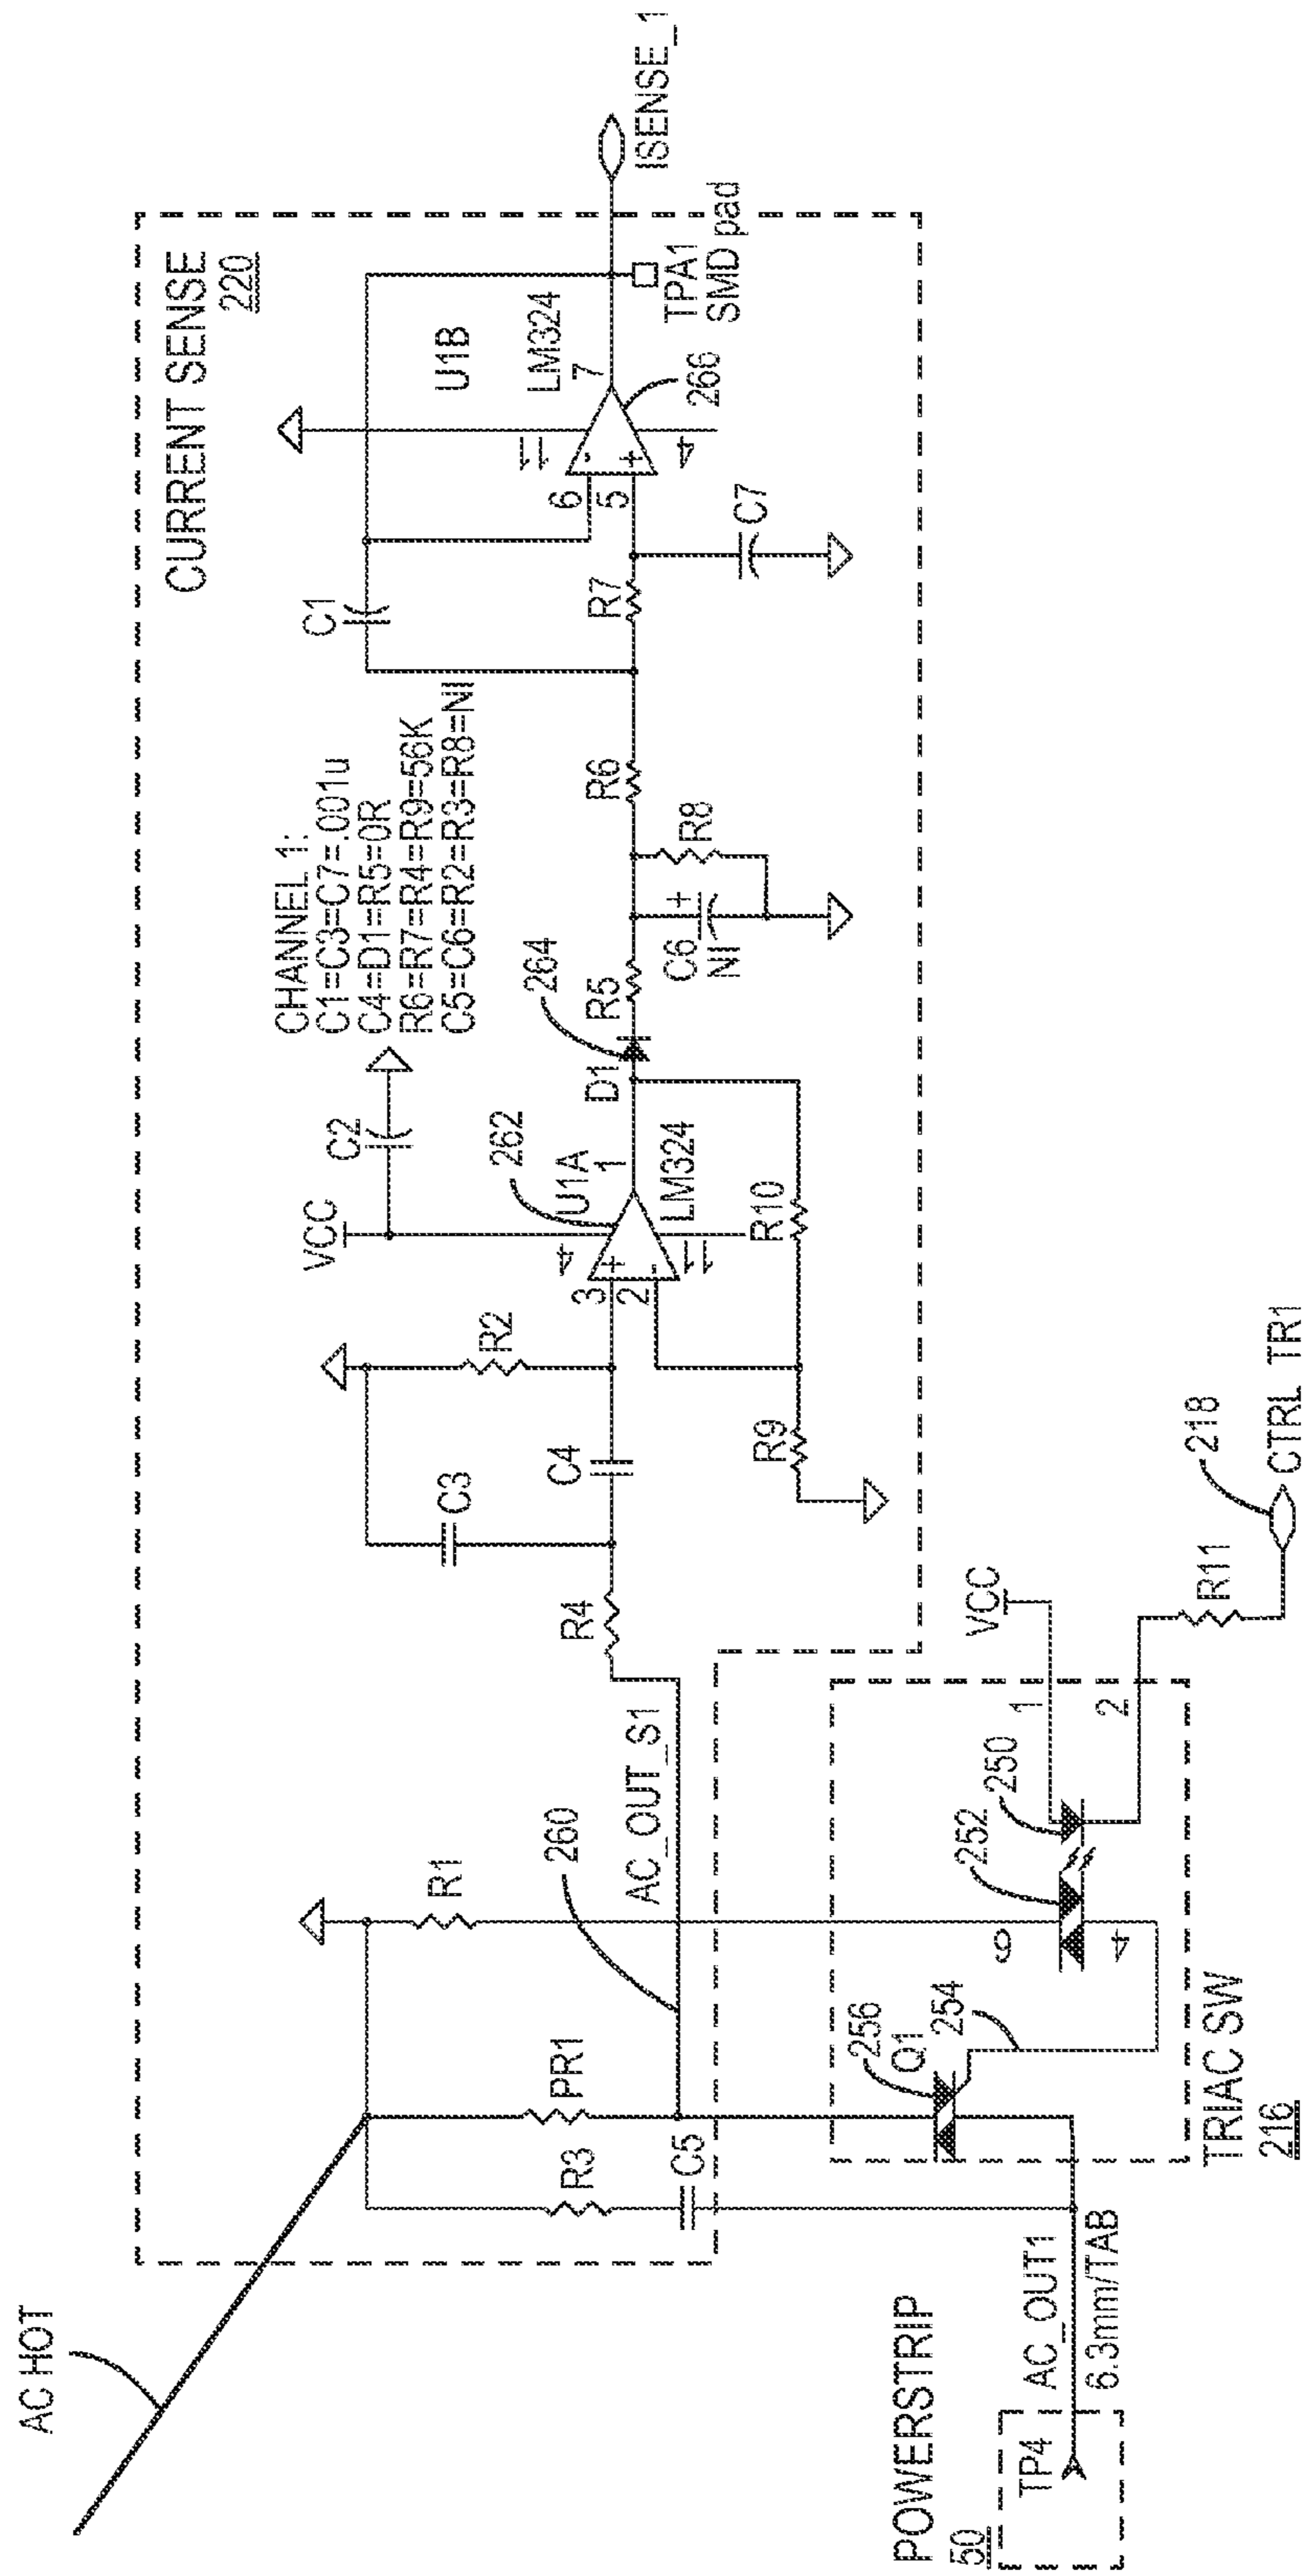 AC HOT
CURRENT SENSE
220
CHANNEL 1:
C1=C3=C7=.001u
C4=D1=R5=0R
R6=R7=R4=R9=56K
C5=C6=R2=R3=R8=NI
R1
PR1
R3
C5
260
AC_OUT_S1
R4
C3
C4
R2
R9
3
2
4
11
VCC
C2
262
U1A
1
LM324
R10
D1
264
R5
C6
+
NI
R8
R6
C1
R7
C7
6
5
11
4
U1B
LM324
7
266
TPA1
SMD pad
ISENSE_1
POWERSTRIP
50
TP4
AC_OUT1
6.3mm/TAB
TRIAC SW
216
256
Q1
254
6
4
252
250
1
2
VCC
R11
218
CTRL_TR1